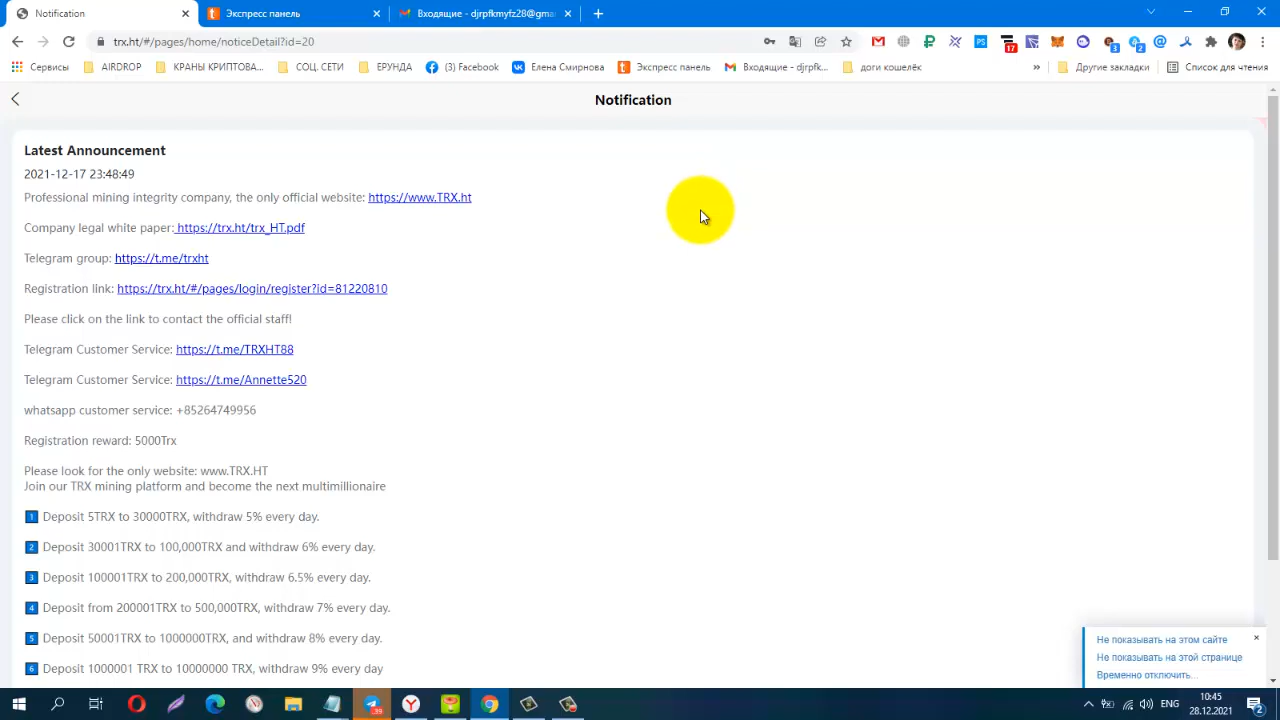 Notification
Экспресс панель
Входящие - djrpfkmyfz28@gma
trx.ht/#/pages/home/noticeDetail?id=20
Сервисы
AIRDROP
КРАНЫ КРИПТОВА...
СОЦ. СЕТИ
ЕРУНДА
(3) Facebook
Елена Смирнова
Экспресс панель
Входящие - djrpfk...
доги кошелёк
»
Другие закладки
Список для чтения
17
3
2
Notification
Latest Announcement
2021-12-17 23:48:49
Professional mining integrity company, the only official website: https://www.TRX.ht
Company legal white paper: https://trx.ht/trx_HT.pdf
Telegram group: https://t.me/trxht
Registration link: https://trx.ht/#/pages/login/register?id=81220810
Please click on the link to contact the official staff!
Telegram Customer Service: https://t.me/TRXHT88
Telegram Customer Service: https://t.me/Annette520
whatsapp customer service: +85264749956
Registration reward: 5000Trx
Please look for the only website: www.TRX.HT
Join our TRX mining platform and become the next multimillionaire
1 Deposit 5TRX to 30000TRX, withdraw 5% every day.
2 Deposit 30001TRX to 100,000TRX and withdraw 6% every day.
3 Deposit 100001TRX to 200,000TRX, withdraw 6.5% every day.
4 Deposit from 200001TRX to 500,000TRX, withdraw 7% every day.
5 Deposit 50001TRX to 1000000TRX, and withdraw 8% every day.
6 Deposit 1000001 TRX to 10000000 TRX, withdraw 9% every day
Не показывать на этом сайте
Не показывать на этой странице
Временно отключить...
ENG
10:45
28.12.2021
2